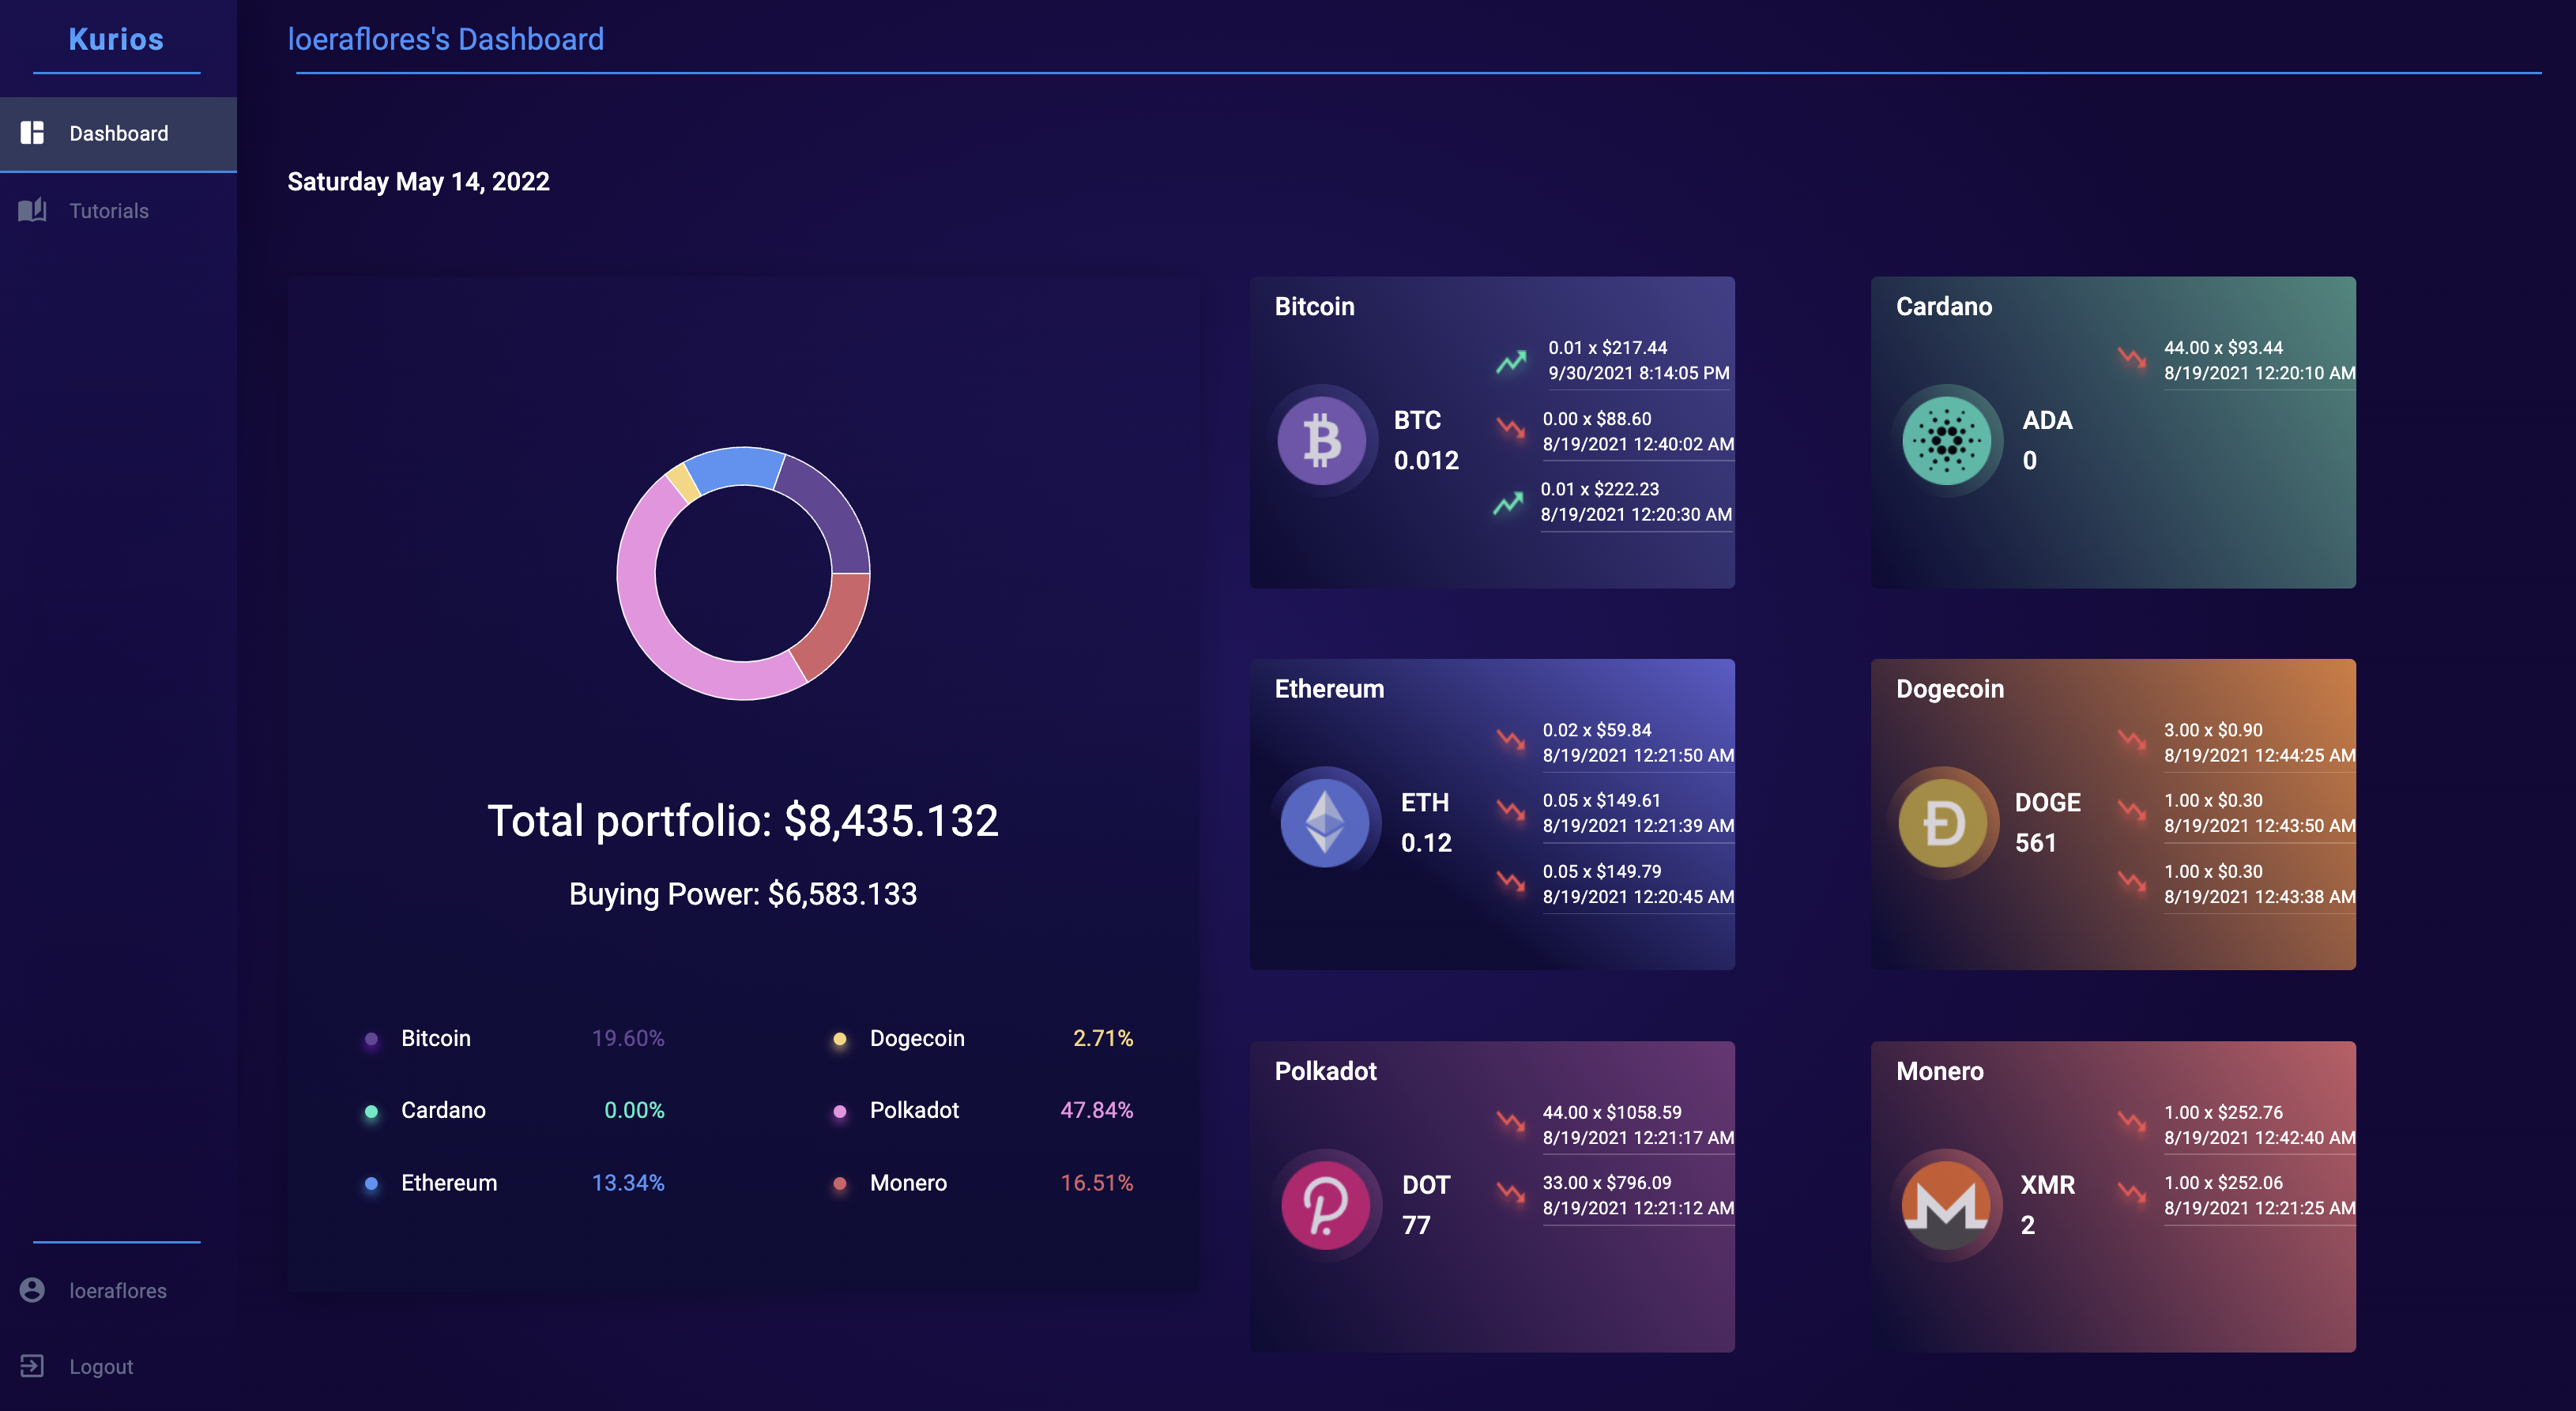 Kurios
Dashboard
Tutorials
loeraflores
Logout
loeraflores's Dashboard
Saturday May 14, 2022
Total portfolio: $8,435.132
Buying Power: $6,583.133
Bitcoin 19.60%
Cardano 0.00%
Ethereum 13.34%
Dogecoin 2.71%
Polkadot 47.84%
Monero 16.51%
Bitcoin
BTC
0.012
0.01 x $217.44
9/30/2021 8:14:05 PM
0.00 x $88.60
8/19/2021 12:40:02 AM
0.01 x $222.23
8/19/2021 12:20:30 AM
Cardano
ADA
0
44.00 x $93.44
8/19/2021 12:20:10 AM
Ethereum
ETH
0.12
0.02 x $59.84
8/19/2021 12:21:50 AM
0.05 x $149.61
8/19/2021 12:21:39 AM
0.05 x $149.79
8/19/2021 12:20:45 AM
Dogecoin
DOGE
561
3.00 x $0.90
8/19/2021 12:44:25 AM
1.00 x $0.30
8/19/2021 12:43:50 AM
1.00 x $0.30
8/19/2021 12:43:38 AM
Polkadot
DOT
77
44.00 x $1058.59
8/19/2021 12:21:17 AM
33.00 x $796.09
8/19/2021 12:21:12 AM
Monero
XMR
2
1.00 x $252.76
8/19/2021 12:42:40 AM
1.00 x $252.06
8/19/2021 12:21:25 AM